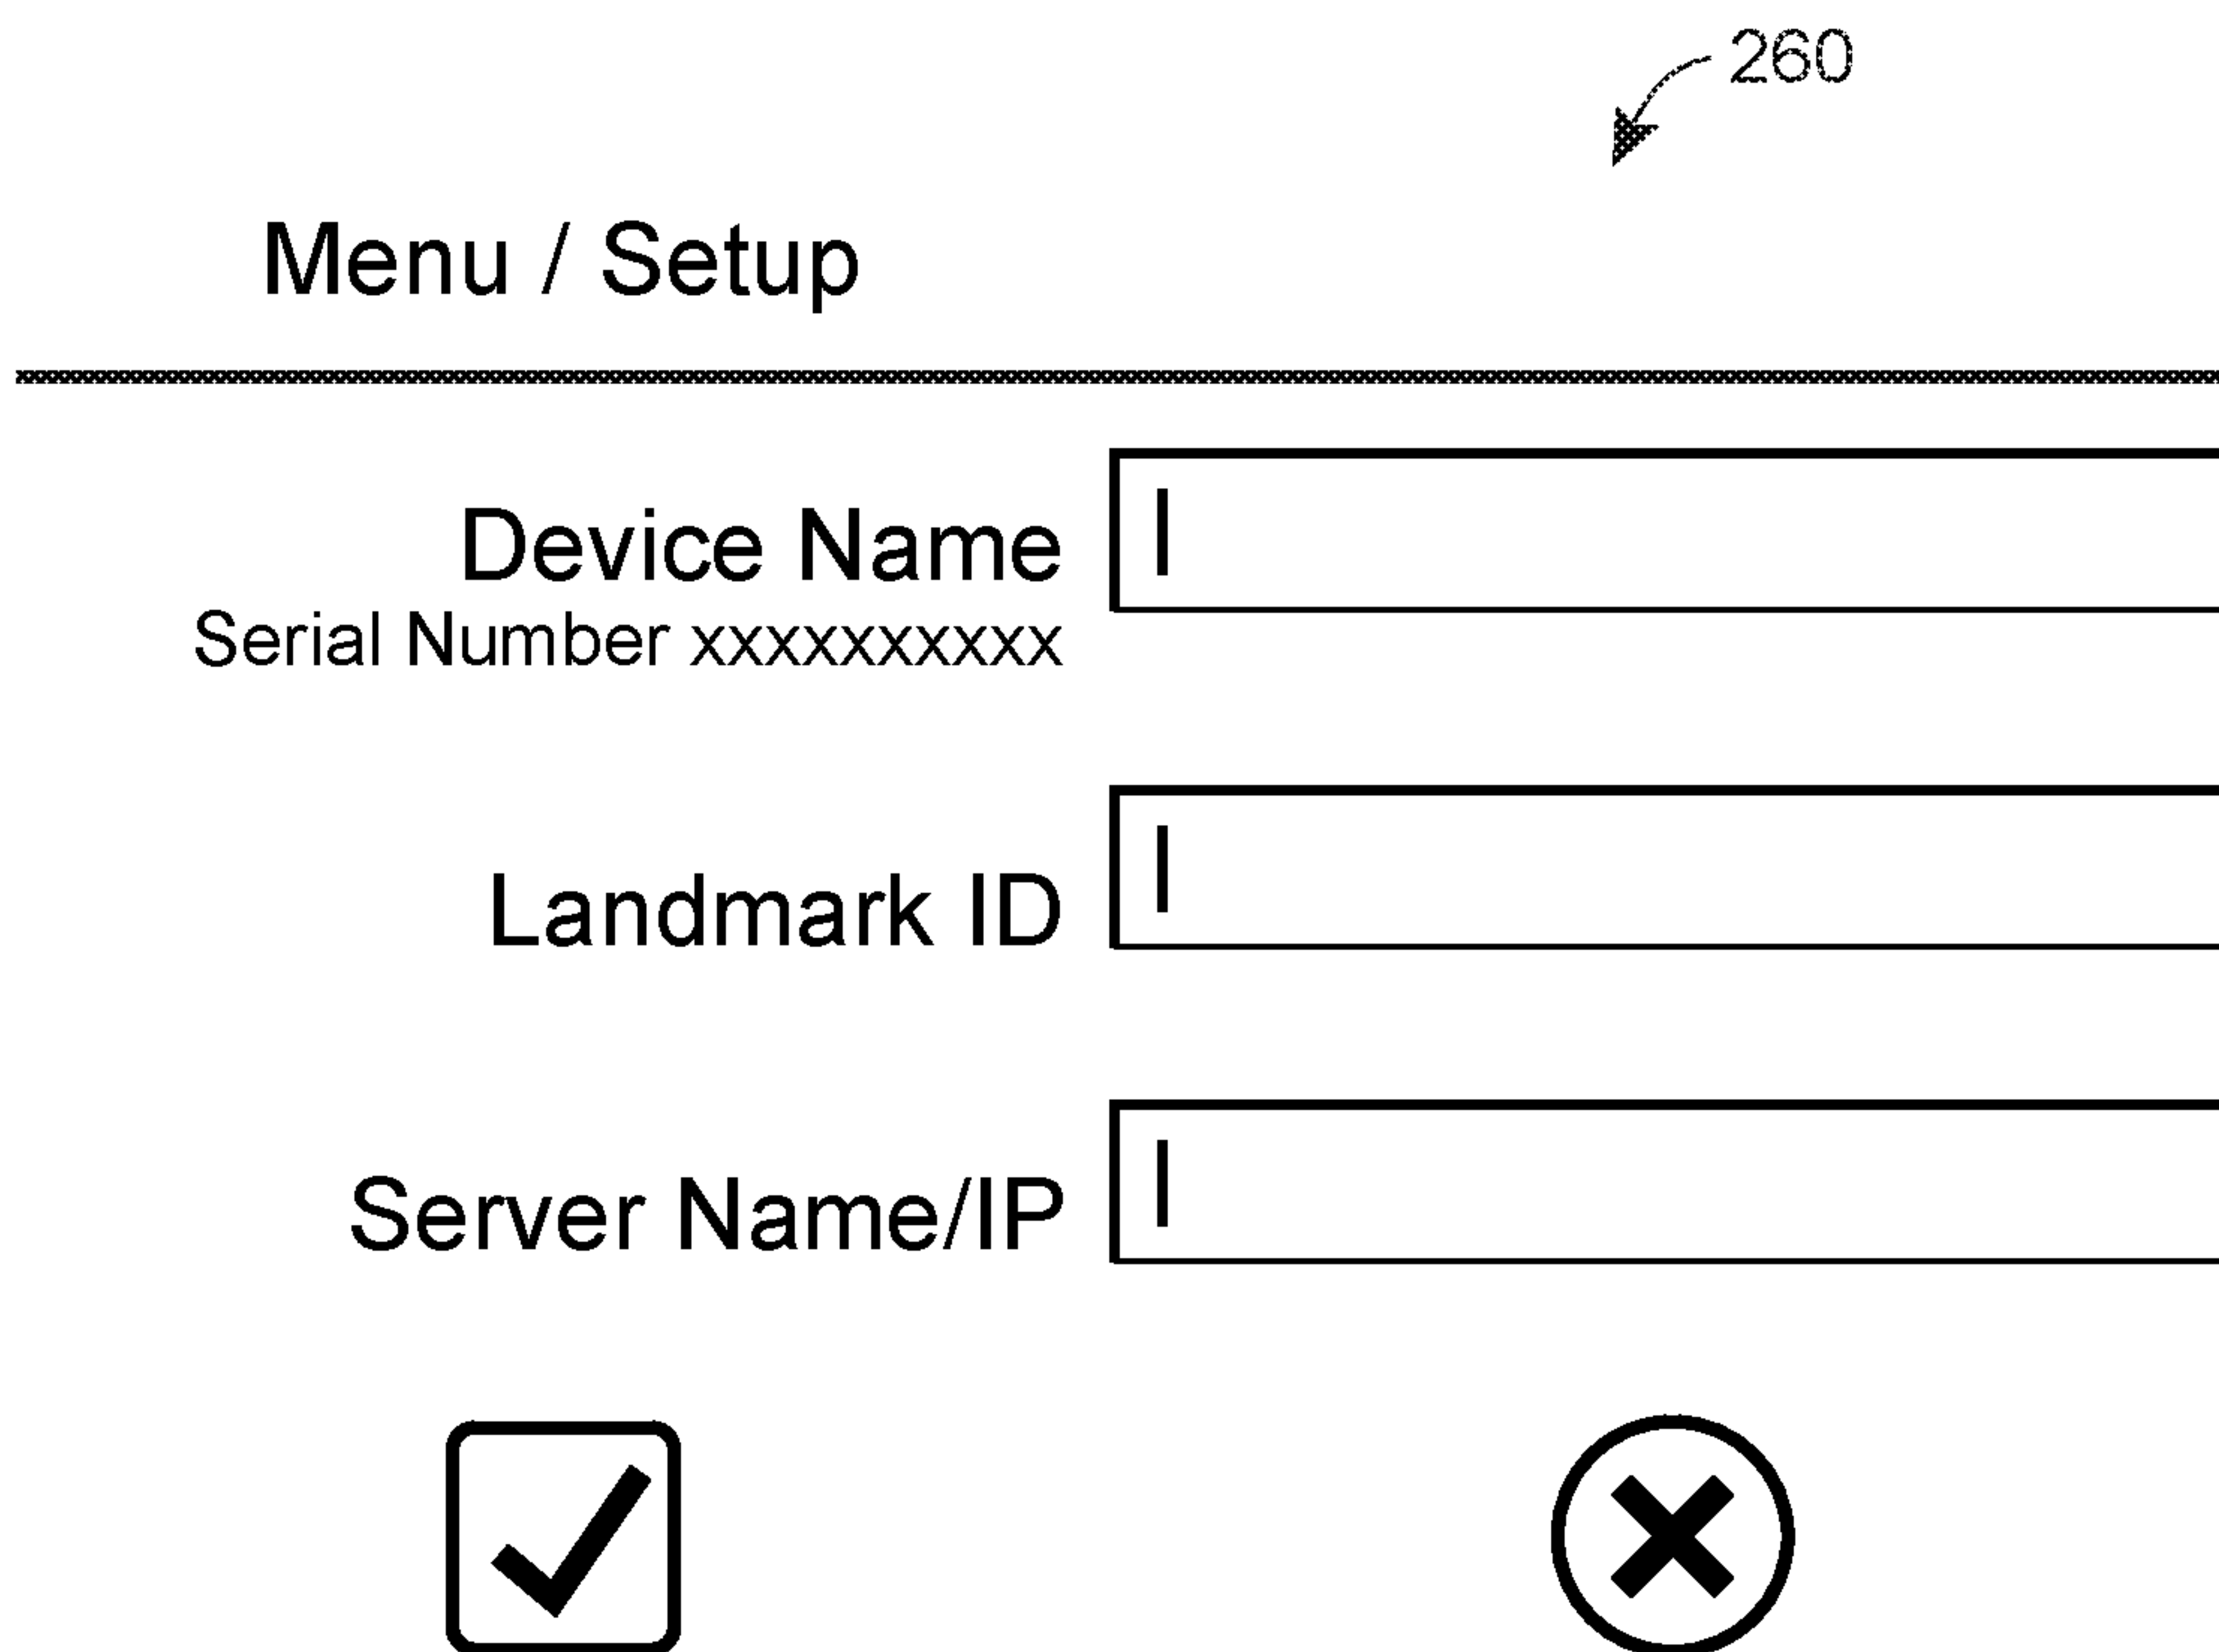 260
Menu / Setup
Device Name
Serial Number xxxxxxxxxx
Landmark ID
Server Name/IP